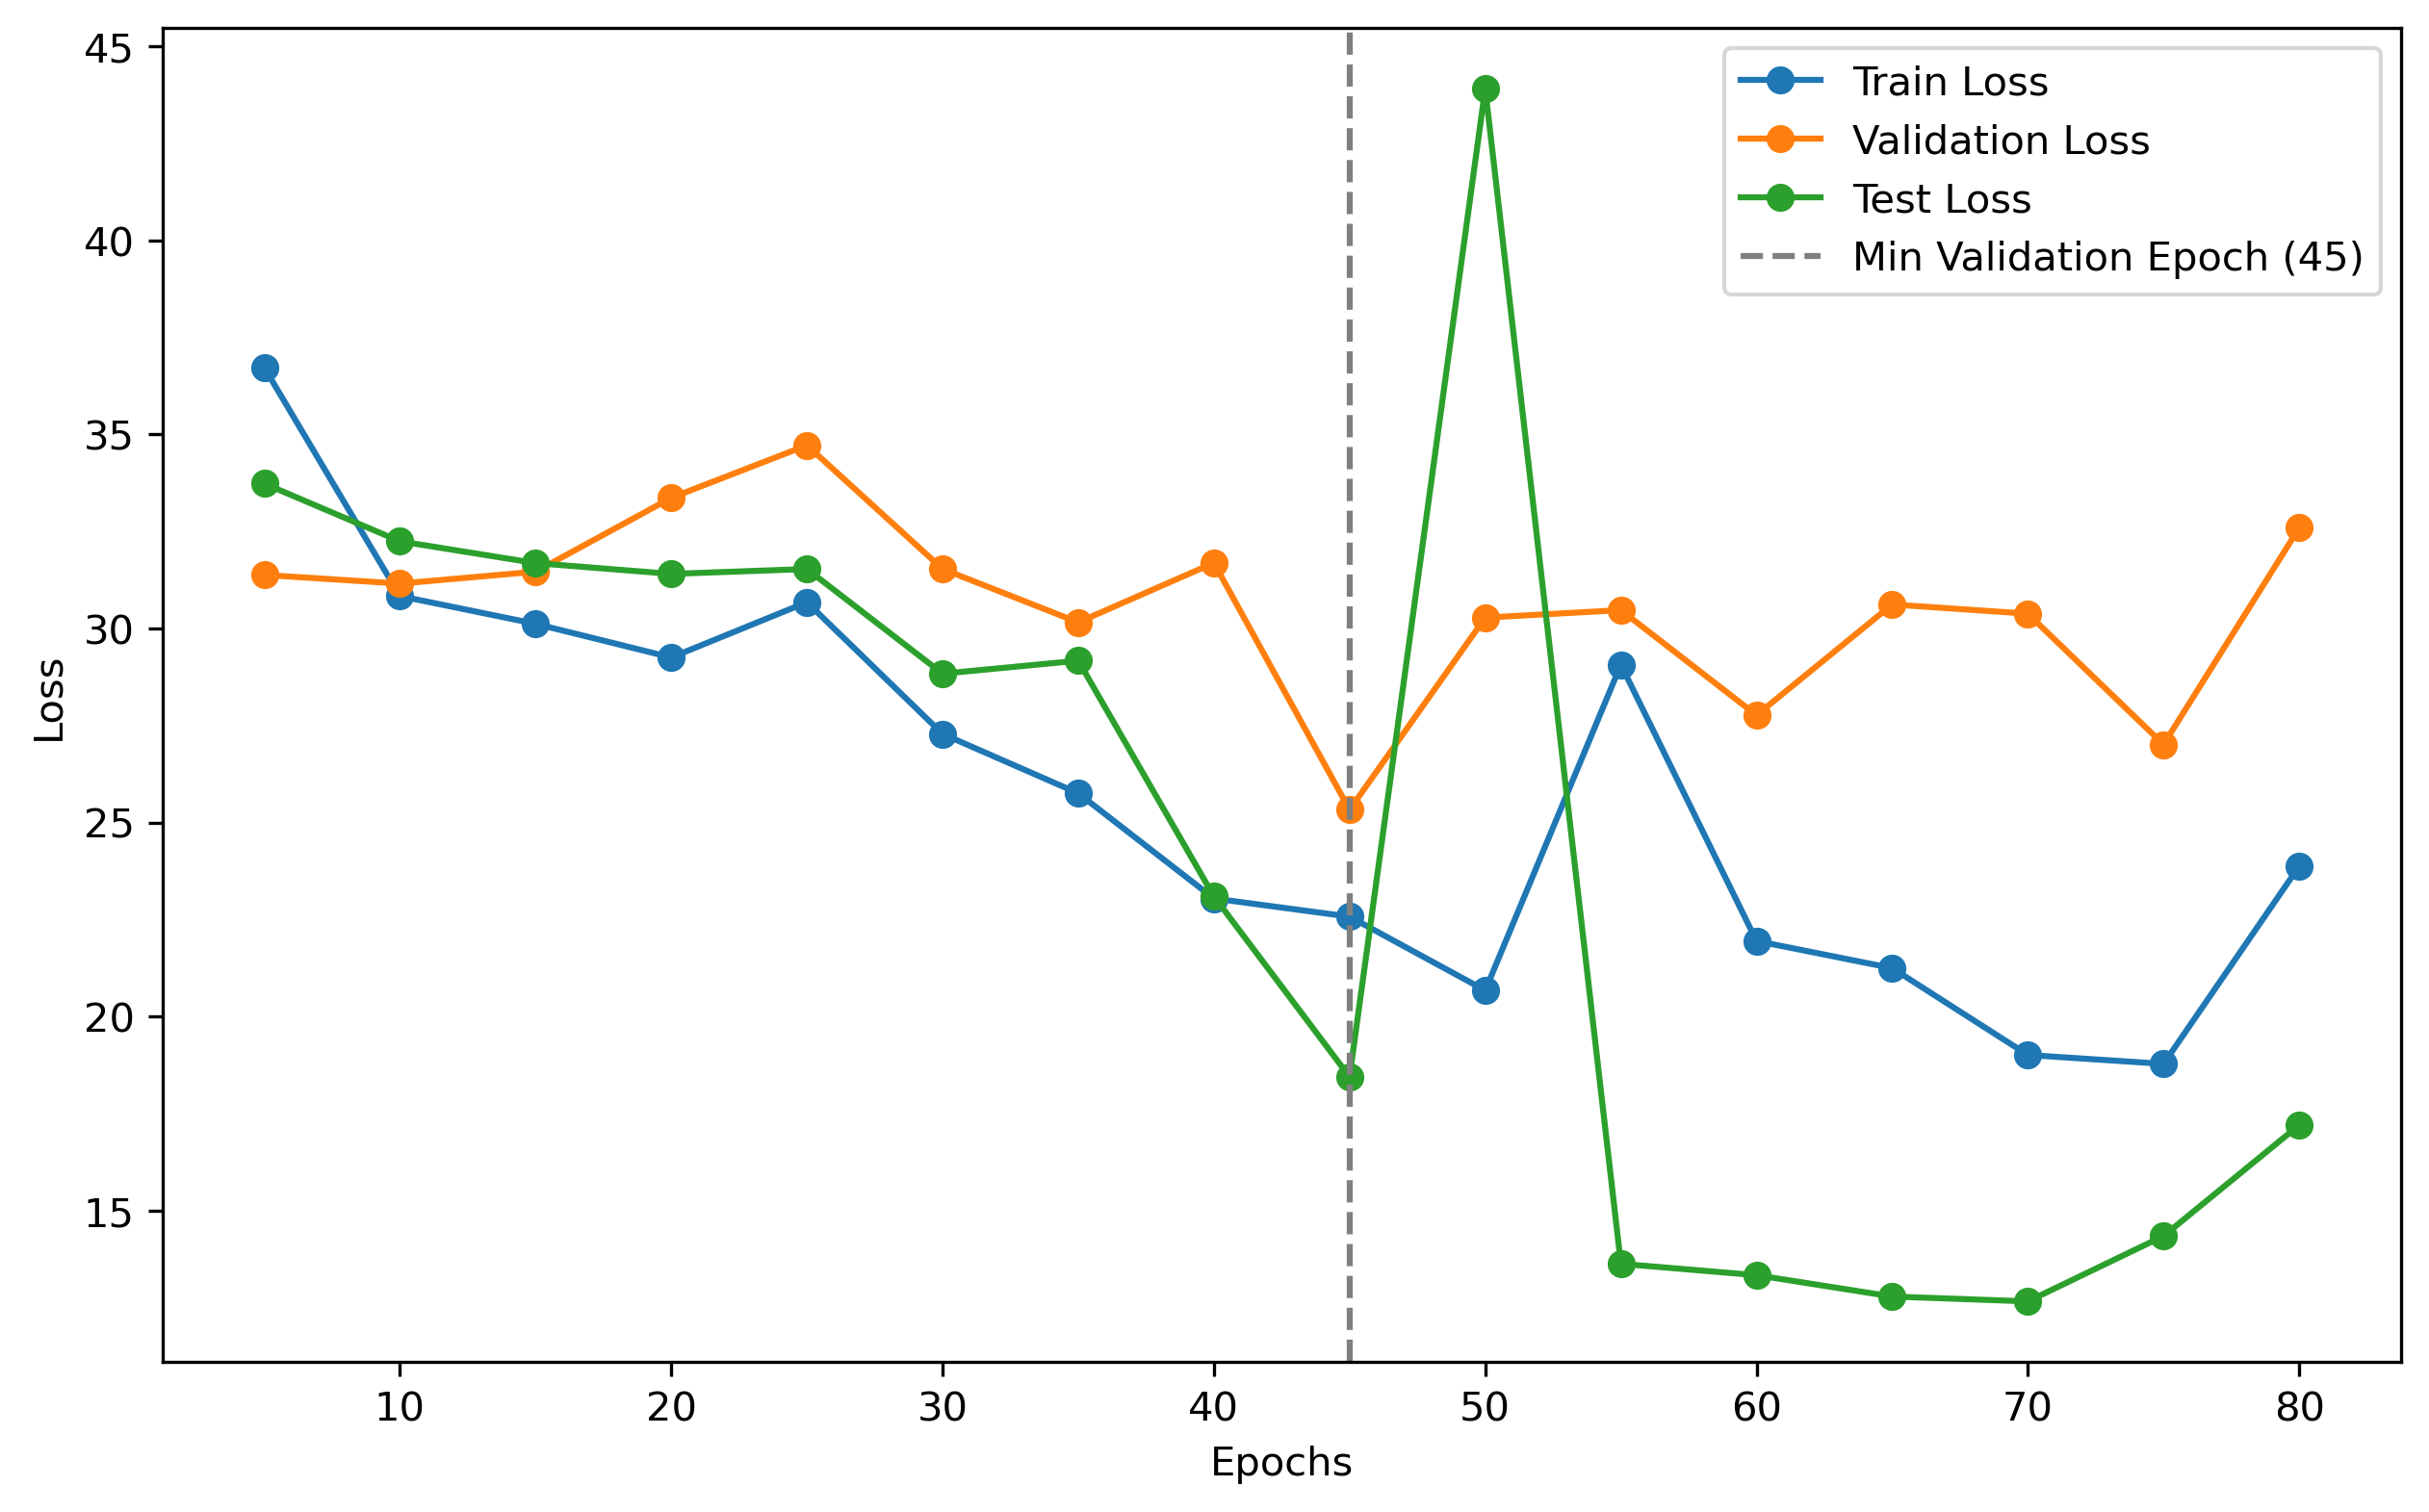 45
40
35
30
25
20
15
Loss
10 20 30 40 50 60 70 80
Epochs
Train Loss
Validation Loss
Test Loss
Min Validation Epoch (45)